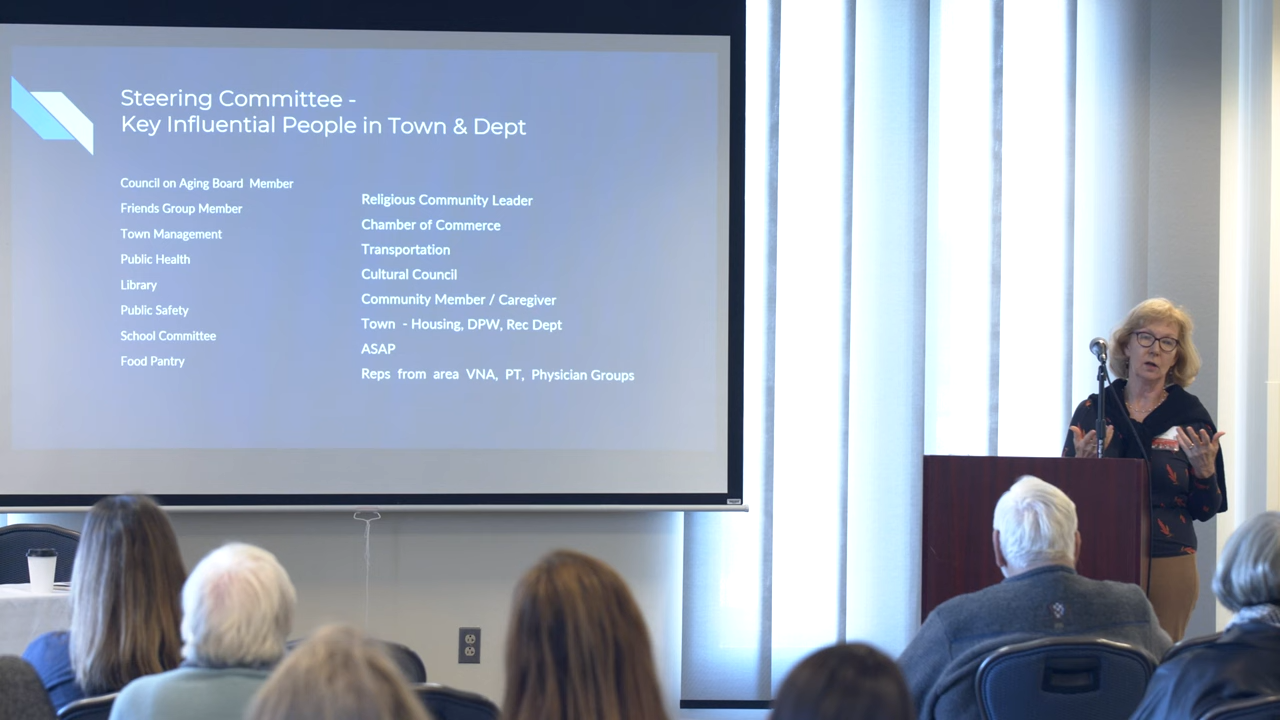 Steering Committee -
Key Influential People in Town & Dept
Council on Aging Board Member
Friends Group Member
Town Management
Public Health
Library
Public Safety
School Committee
Food Pantry
Religious Community Leader
Chamber of Commerce
Transportation
Cultural Council
Community Member / Caregiver
Town - Housing, DPW, Rec Dept
ASAP
Reps from area VNA, PT, Physician Groups